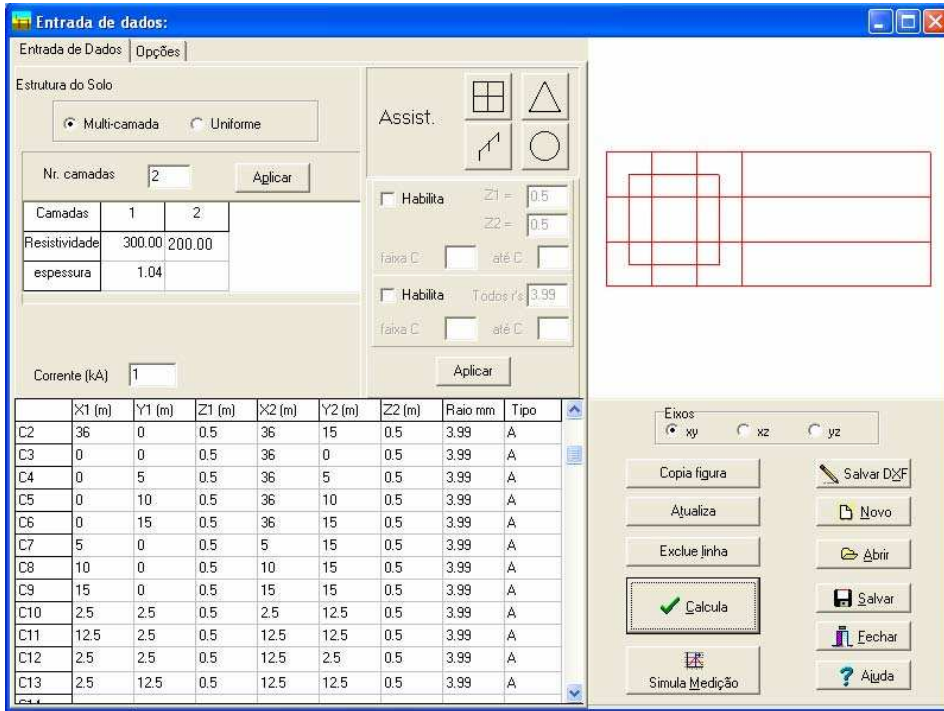 Entrada de dados:
Entrada de Dados Opções
Estrutura do Solo
Multi-camada Uniforme
Nr. camadas 2 Aplicar
Camadas 1 2
Resistividade 300.00 200.00
espessura 1.04
Corrente (kA) 1
Assist.
Habilita Z1 = 0.5
Z2 = 0.5
faixa C até C
Habilita Todos r's 3.99
faixa C até C
Aplicar
X1 (m) Y1 (m) Z1 (m) X2 (m) Y2 (m) Z2 (m) Raio mm Tipo
C2 36 0 0.5 36 15 0.5 3.99 A
C3 0 0 0.5 36 0 0.5 3.99 A
C4 0 5 0.5 36 5 0.5 3.99 A
C5 0 10 0.5 36 10 0.5 3.99 A
C6 0 15 0.5 36 15 0.5 3.99 A
C7 5 0 0.5 5 15 0.5 3.99 A
C8 10 0 0.5 10 15 0.5 3.99 A
C9 15 0 0.5 15 15 0.5 3.99 A
C10 2.5 2.5 0.5 2.5 12.5 0.5 3.99 A
C11 12.5 2.5 0.5 12.5 12.5 0.5 3.99 A
C12 2.5 2.5 0.5 12.5 2.5 0.5 3.99 A
C13 2.5 12.5 0.5 12.5 12.5 0.5 3.99 A
Eixos
xy xz yz
Copia figura Salvar DXF
Atualiza Novo
Exclue linha Abrir
Calcula Salvar
Fechar
Simula Medição Ajuda